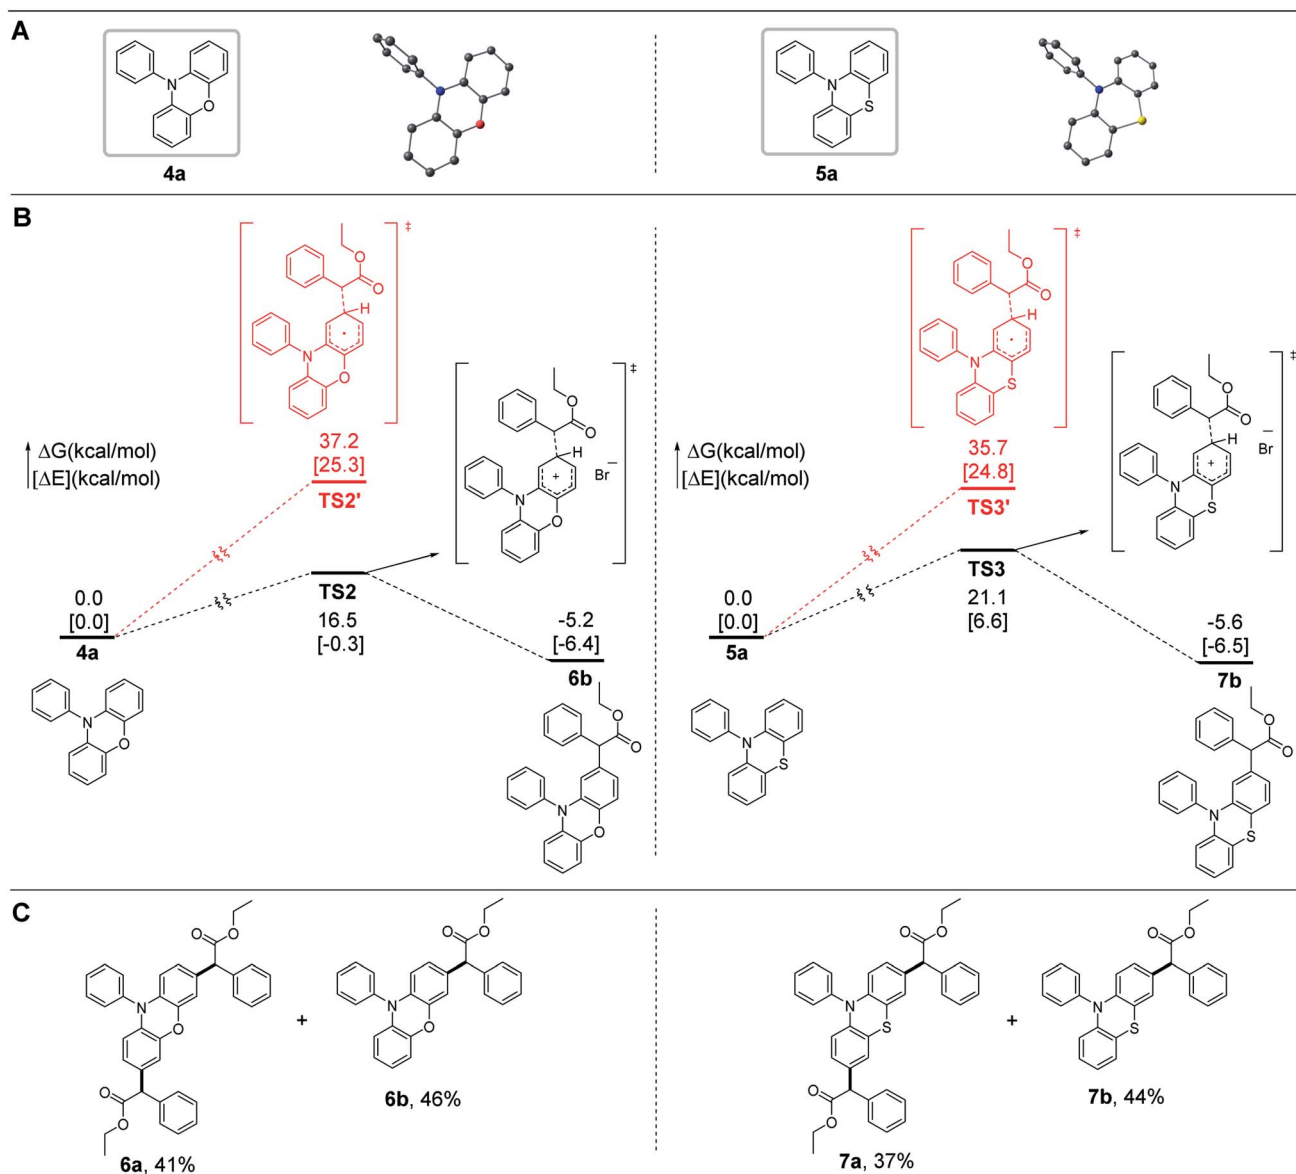 A
N
O
4a
N
S
5a
B
‡
O
O
H
N
O
37.2
[25.3]
TS2'
‡
O
O
H
N
O
+
Br
−
ΔG(kcal/mol)
[ΔE](kcal/mol)
0.0
[0.0]
4a
N
O
TS2
16.5
[-0.3]
-5.2
[-6.4]
6b
O
O
N
O
‡
O
O
H
N
S
35.7
[24.8]
TS3'
‡
O
O
H
N
S
+
Br
−
ΔG(kcal/mol)
[ΔE](kcal/mol)
0.0
[0.0]
5a
N
S
TS3
21.1
[6.6]
-5.6
[-6.5]
7b
O
O
N
S
C
O
O
N
O
O
O
6a, 41%
+
O
O
N
O
6b, 46%
O
O
N
S
O
O
7a, 37%
+
O
O
N
S
7b, 44%